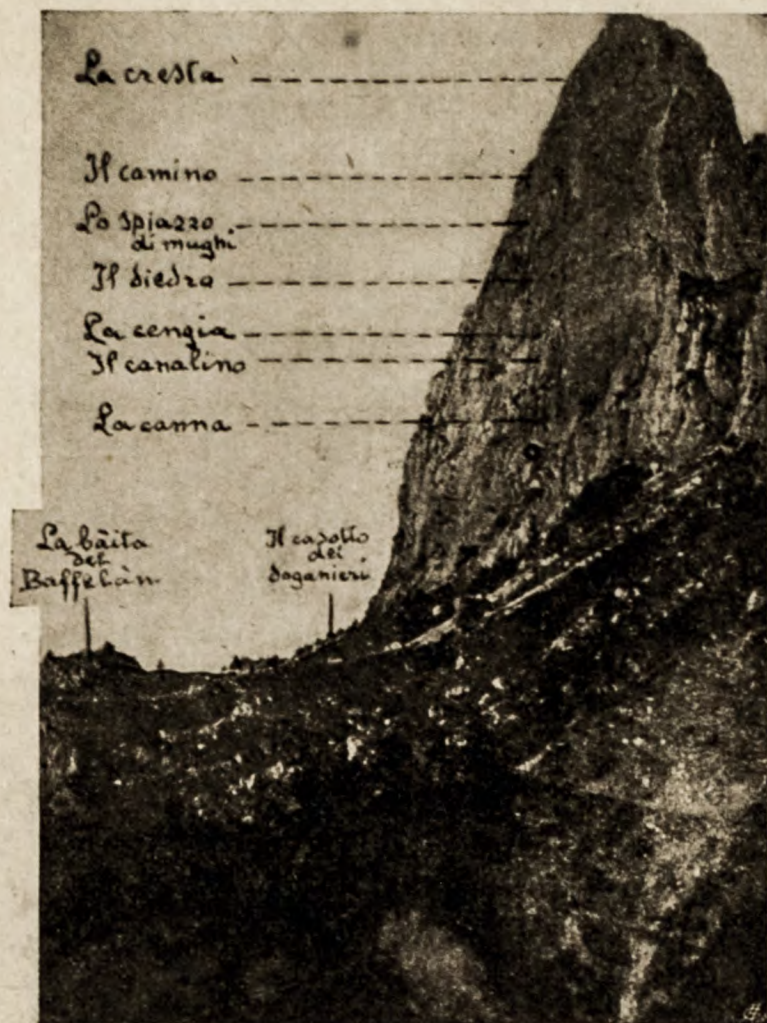 La cresta
Il camino
Lo spiazzo
di mughi
Il diedro
La cengia
Il canalino
La canna
La bàita
del
Baffelàn
Il casotto
dei
doganieri